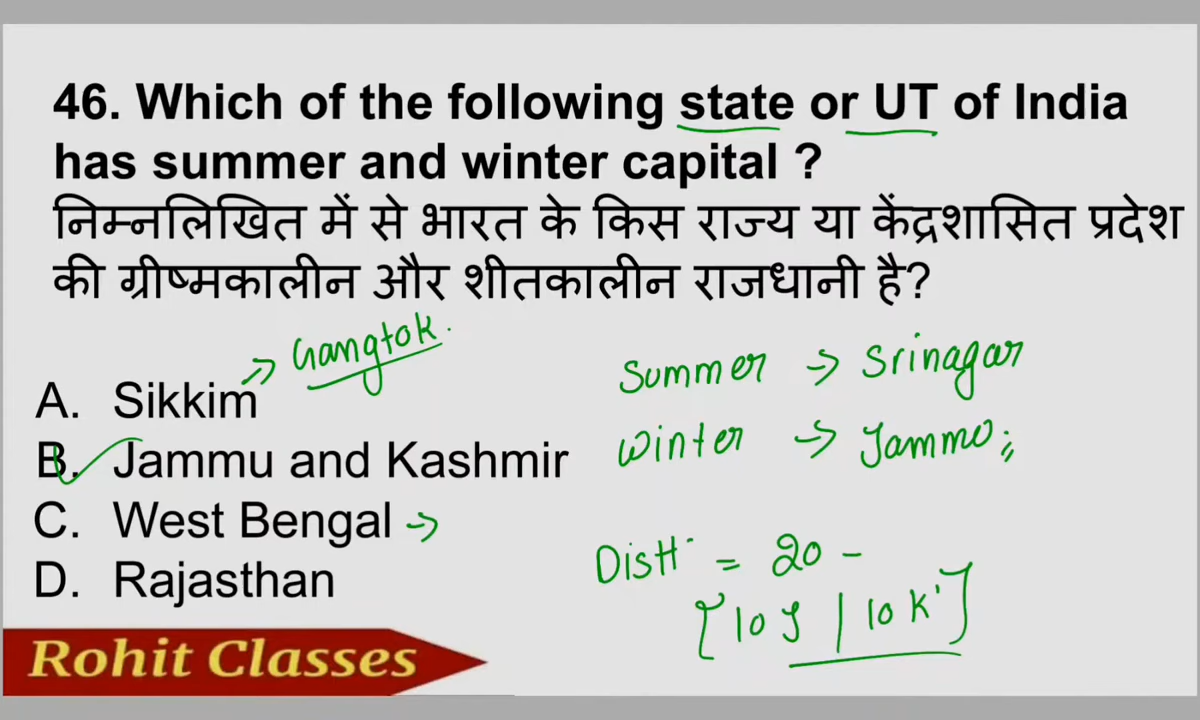 46. Which of the following state or UT of India
has summer and winter capital ?
निम्नलिखित में से भारत के किस राज्य या केंद्रशासित प्रदेश
की ग्रीष्मकालीन और शीतकालीन राजधानी है?
A. Sikkim → Gangtok.
B. Jammu and Kashmir
C. West Bengal →
D. Rajasthan
Summer → Srinagar
Winter → Jammu
Distt. = 20 -
[10 J | 10 K]
Rohit Classes